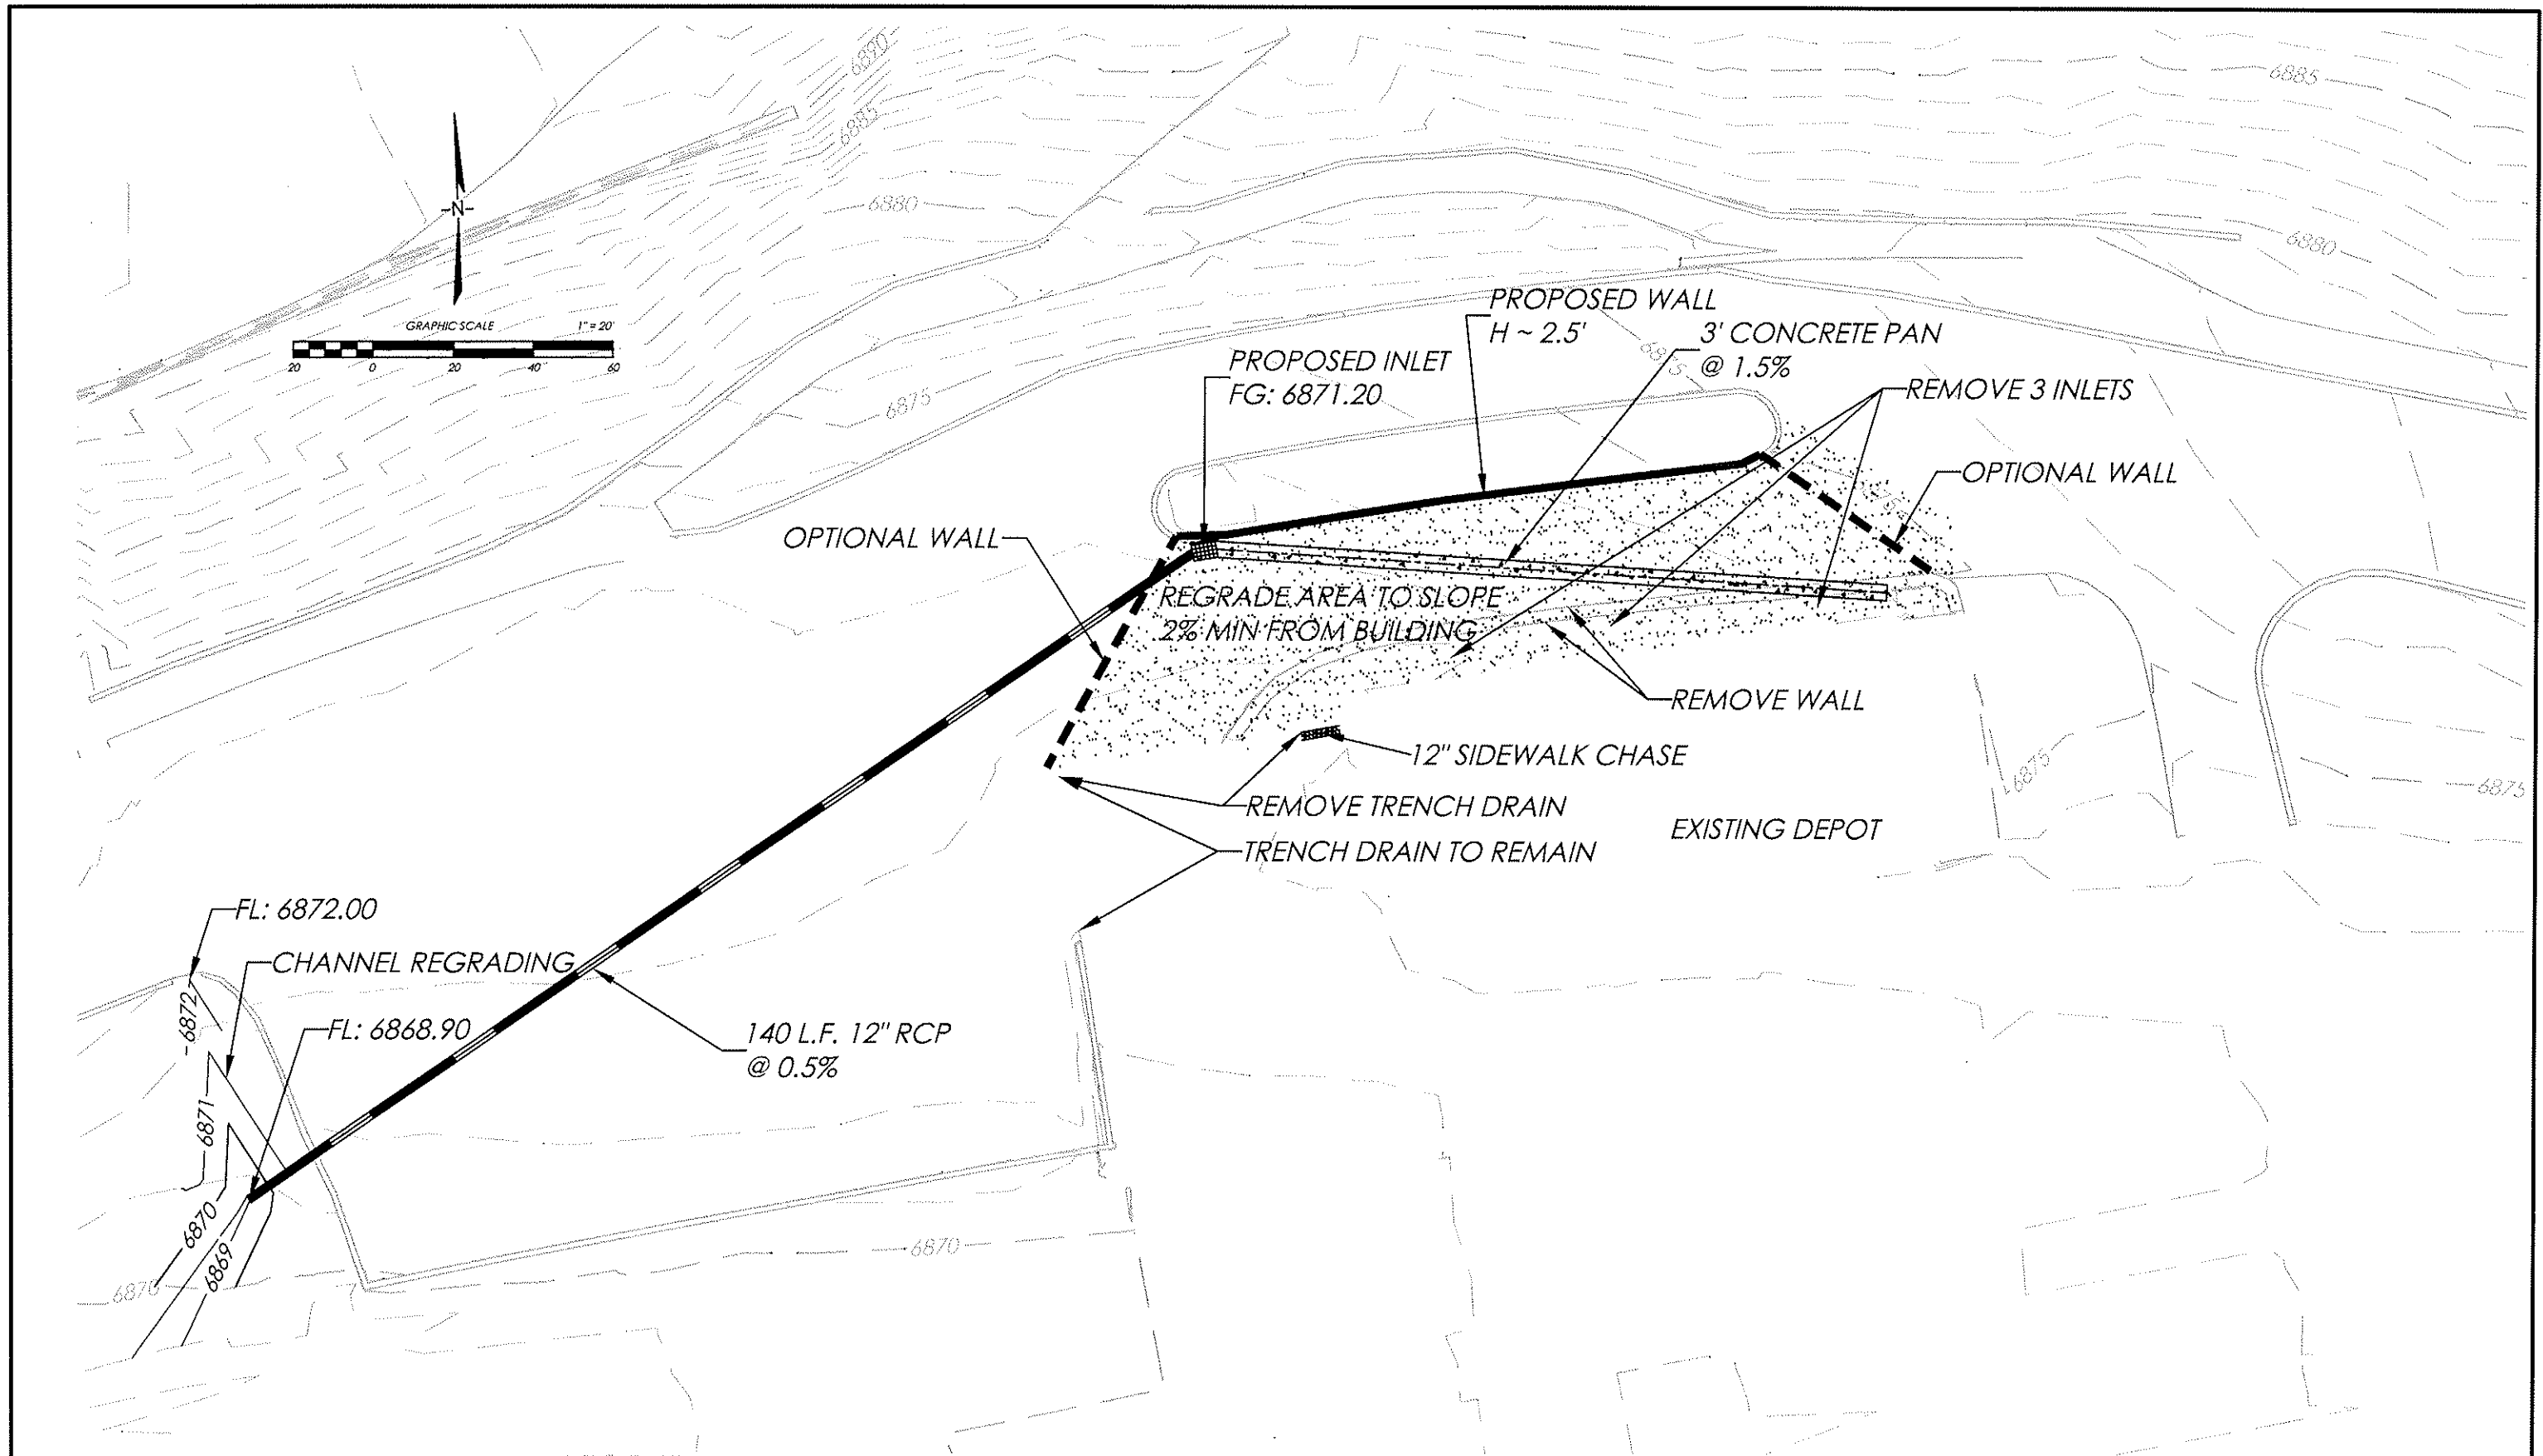 6890
6885
6885
-N-
6880
6880
GRAPHIC SCALE 1" = 20'
20 0 20 40 60
PROPOSED WALL
H ~ 2.5'
3' CONCRETE PAN
@ 1.5%
PROPOSED INLET
FG: 6871.20
6875
6875
REMOVE 3 INLETS
OPTIONAL WALL
6875
OPTIONAL WALL
REGRADE AREA TO SLOPE
2% MIN FROM BUILDING
REMOVE WALL
12" SIDEWALK CHASE
REMOVE TRENCH DRAIN
TRENCH DRAIN TO REMAIN
EXISTING DEPOT
6875
6875
FL: 6872.00
CHANNEL REGRADING
6872
FL: 6868.90
140 L.F. 12" RCP
@ 0.5%
6871
6870
6869
6870
6870